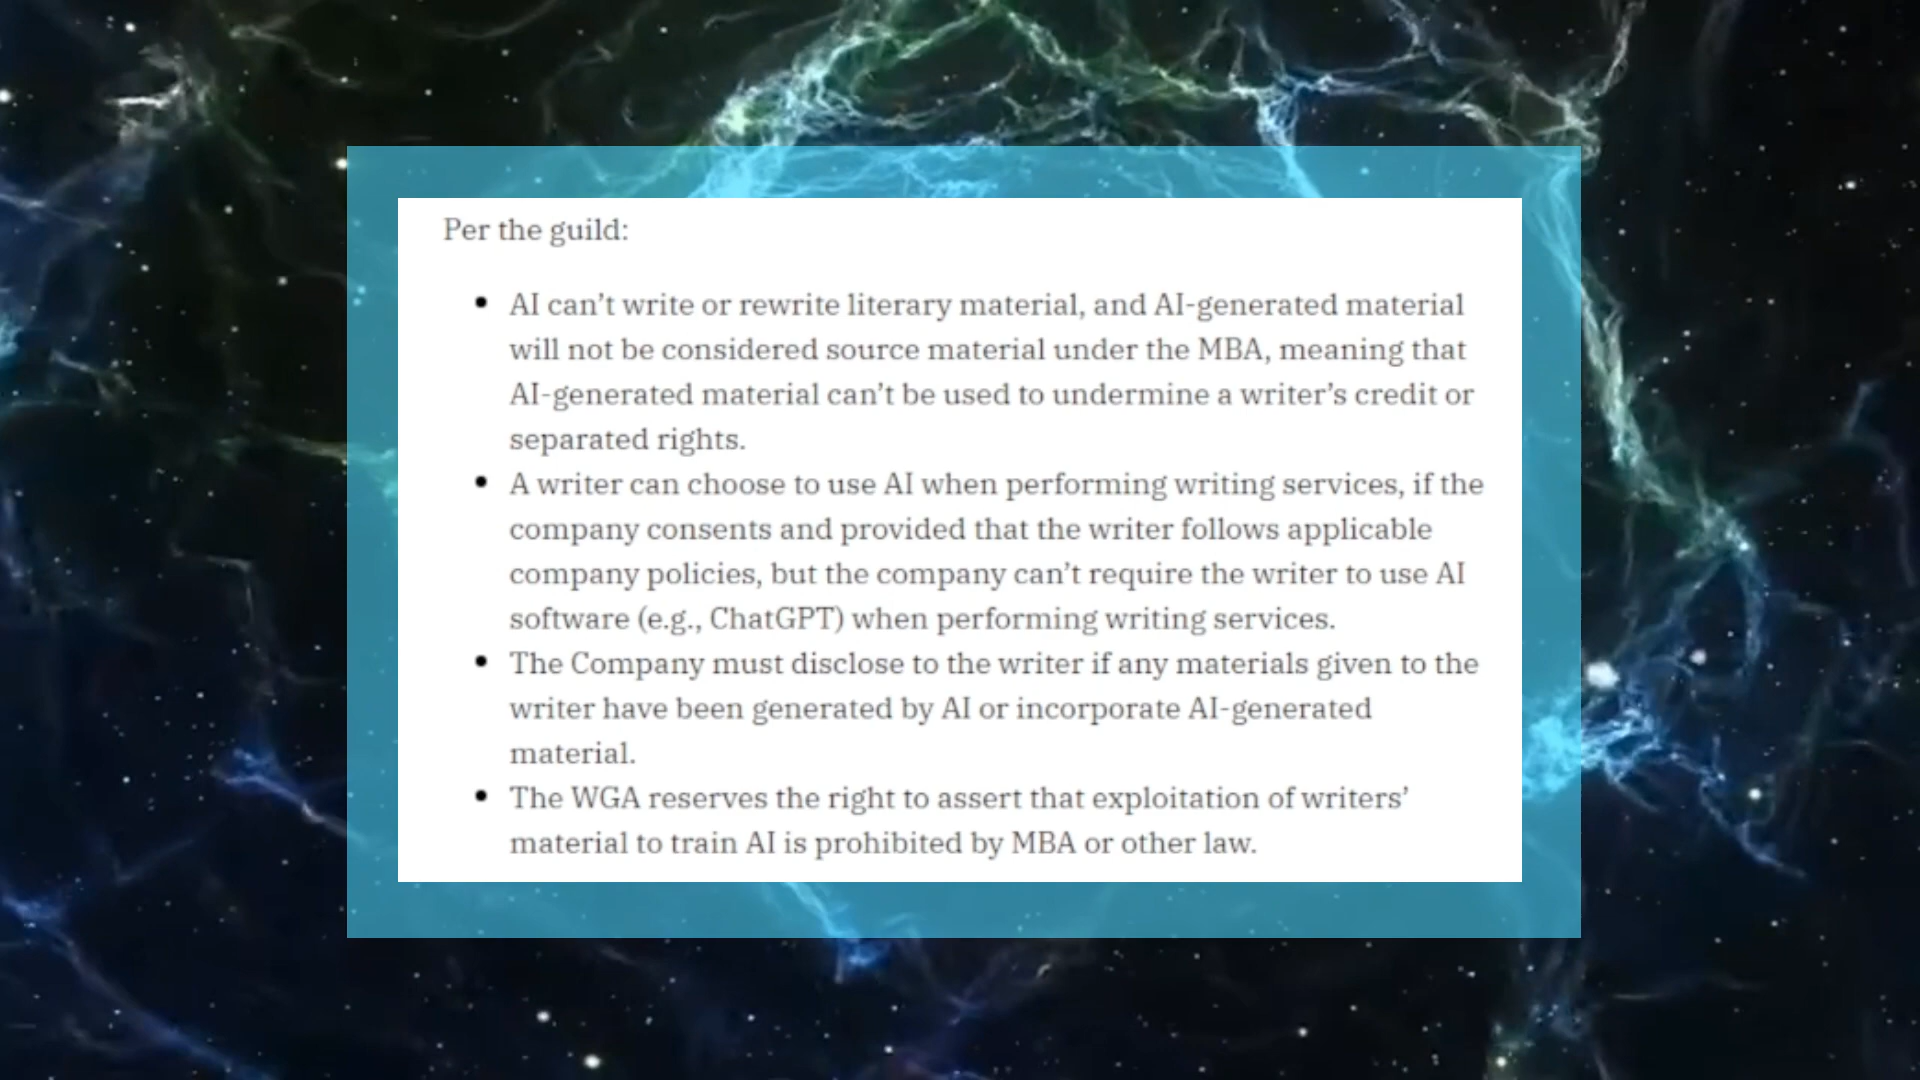 Per the guild:
• AI can’t write or rewrite literary material, and AI-generated material
will not be considered source material under the MBA, meaning that
AI-generated material can’t be used to undermine a writer’s credit or
separated rights.
• A writer can choose to use AI when performing writing services, if the
company consents and provided that the writer follows applicable
company policies, but the company can’t require the writer to use AI
software (e.g., ChatGPT) when performing writing services.
• The Company must disclose to the writer if any materials given to the
writer have been generated by AI or incorporate AI-generated
material.
• The WGA reserves the right to assert that exploitation of writers’
material to train AI is prohibited by MBA or other law.